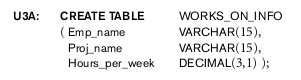 U3A: CREATE TABLE WORKS_ON_INFO
( Emp_name VARCHAR(15),
Proj_name VARCHAR(15),
Hours_per_week DECIMAL(3,1) );